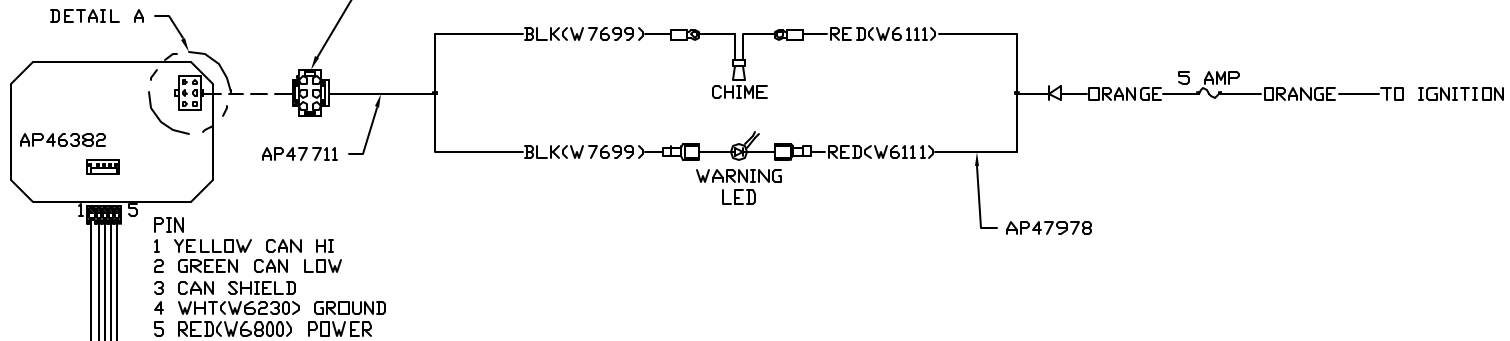 DETAIL A
BLK(W7699)
RED(W6111)
5 AMP
CHIME
ORANGE
ORANGE
TO IGNITION
AP46382
AP47711
BLK(W7699)
RED(W6111)
WARNING
LED
1
5
PIN
AP47978
1 YELLOW CAN HI
2 GREEN CAN LOW
3 CAN SHIELD
4 WHT(W6230) GROUND
5 RED(W6800) POWER